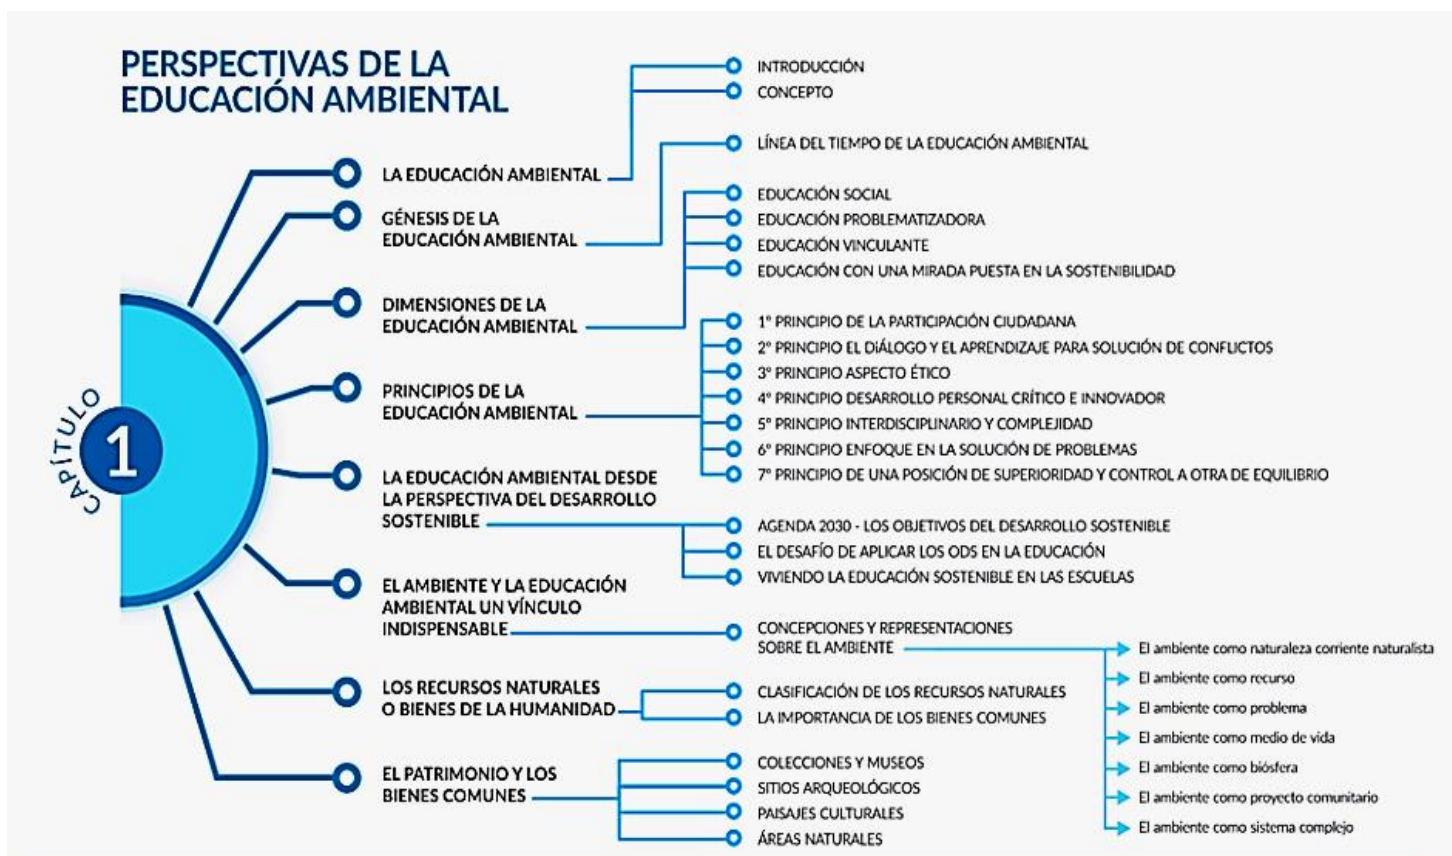 PERSPECTIVAS DE LA
EDUCACIÓN AMBIENTAL
CAPÍTULO
1
LA EDUCACIÓN AMBIENTAL
INTRODUCCIÓN
CONCEPTO
GÉNESIS DE LA
EDUCACIÓN AMBIENTAL
LÍNEA DEL TIEMPO DE LA EDUCACIÓN AMBIENTAL
DIMENSIONES DE LA
EDUCACIÓN AMBIENTAL
EDUCACIÓN SOCIAL
EDUCACIÓN PROBLEMATIZADORA
EDUCACIÓN VINCULANTE
EDUCACIÓN CON UNA MIRADA PUESTA EN LA SOSTENIBILIDAD
PRINCIPIOS DE LA
EDUCACIÓN AMBIENTAL
1º PRINCIPIO DE LA PARTICIPACIÓN CIUDADANA
2º PRINCIPIO EL DiÁLOGO Y EL APRENDIZAJE PARA SOLUCIÓN DE CONFLICTOS
3º PRINCIPIO ASPECTO ÉTICO
4º PRINCIPIO DESARROLLO PERSONAL CRÍTICO E INNOVADOR
5º PRINCIPIO INTERDISCIPLINARIO Y COMPLEJIDAD
6º PRINCIPIO ENFOQUE EN LA SOLUCIÓN DE PROBLEMAS
7º PRINCIPIO DE UNA POSICIÓN DE SUPERIORIDAD Y CONTROL A OTRA DE EQUILIBRIO
LA EDUCACIÓN AMBIENTAL DESDE
LA PERSPECTIVA DEL DESARROLLO
SOSTENIBLE
AGENDA 2030 - LOS OBJETIVOS DEL DESARROLLO SOSTENIBLE
EL DESAFÍO DE APLICAR LOS ODS EN LA EDUCACIÓN
VIVIENDO LA EDUCACIÓN SOSTENIBLE EN LAS ESCUELAS
EL AMBIENTE Y LA EDUCACIÓN
AMBIENTAL UN VÍNCULO
INDISPENSABLE
CONCEPCIONES Y REPRESENTACIONES
SOBRE EL AMBIENTE
El ambiente como naturaleza corriente naturalista
El ambiente como recurso
El ambiente como problema
El ambiente como medio de vida
El ambiente como biósfera
El ambiente como proyecto comunitario
El ambiente como sistema complejo
LOS RECURSOS NATURALES
O BIENES DE LA HUMANIDAD
CLASIFICACIÓN DE LOS RECURSOS NATURALES
LA IMPORTANCIA DE LOS BIENES COMUNES
EL PATRIMONIO Y LOS
BIENES COMUNES
COLECCIONES Y MUSEOS
SITIOS ARQUEOLÓGICOS
PAISAJES CULTURALES
ÁREAS NATURALES